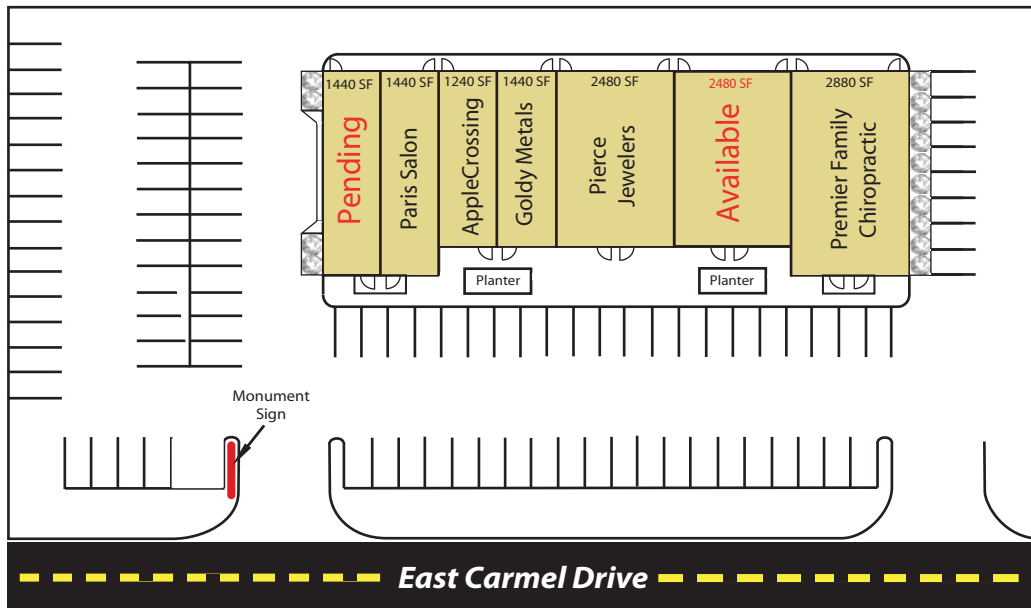 1440 SF
1440 SF
1240 SF
1440 SF
2480 SF
2480 SF
2880 SF
Pending
Paris Salon
AppleCrossing
Goldy Metals
Pierce
Jewelers
Available
Premier Family
Chiropractic
Planter
Planter
Monument
Sign
East Carmel Drive